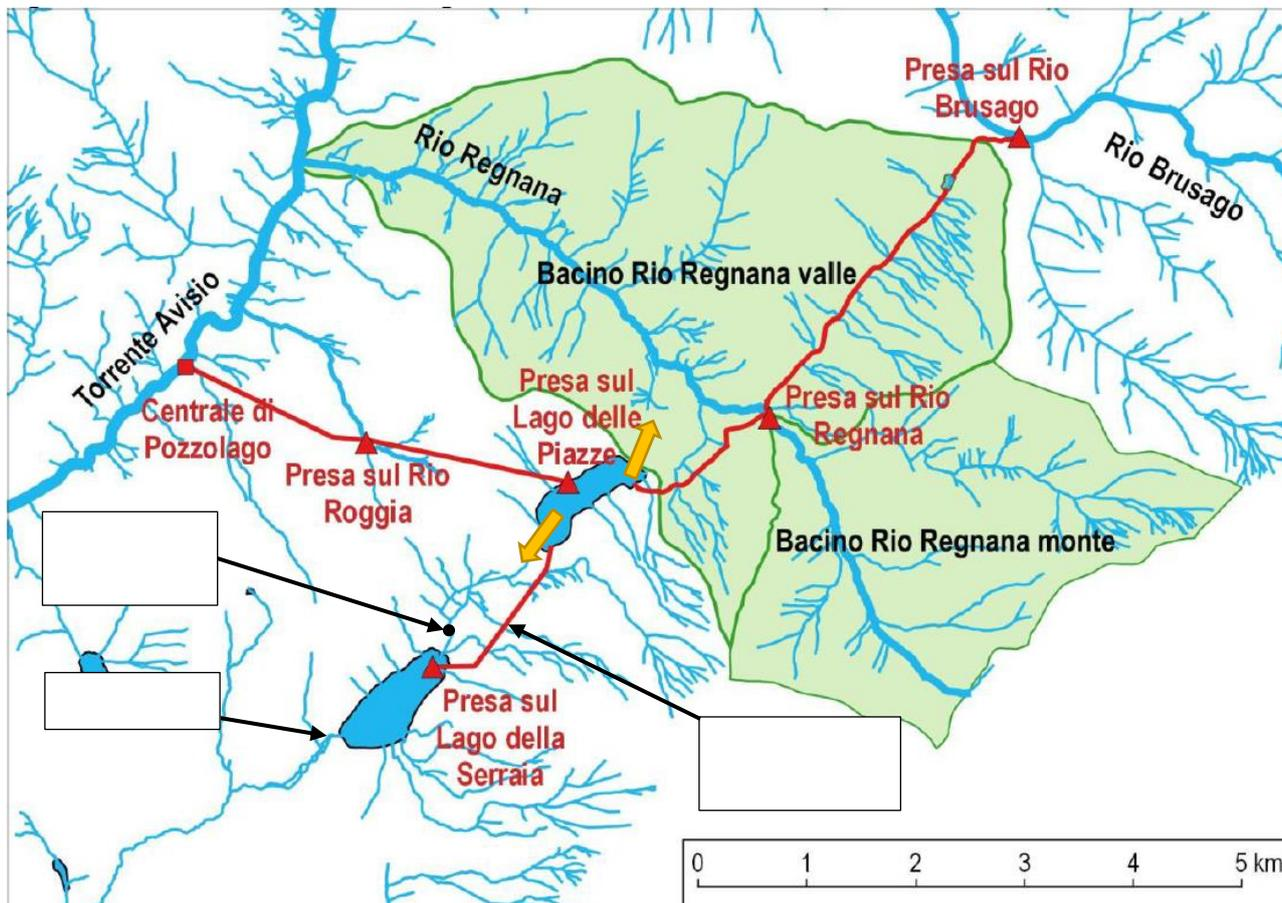 Presa sul Rio
Brusago
Rio Regnana
Rio Brusago
Bacino Rio Regnana valle
Torrente Avisio
Presa sul
Lago delle
Piazze
Centrale di
Pozzolago
Presa sul Rio
Regnana
Presa sul Rio
Roggia
Bacino Rio Regnana monte
Presa sul
Lago della
Serraia
0 1 2 3 4 5 km